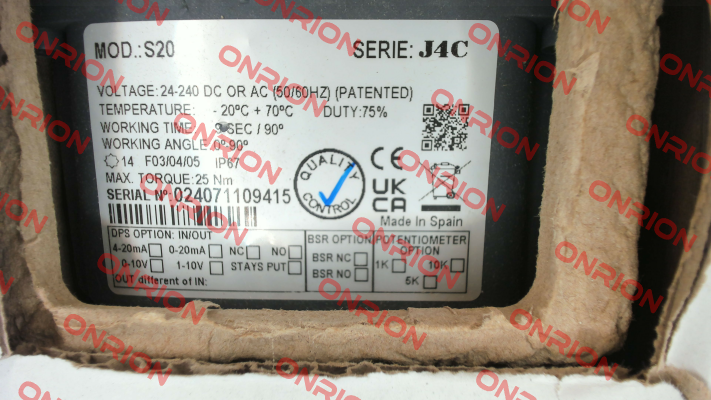 MOD.: S20 SERIE: J4C
VOLTAGE: 24-240 DC OR AC (50/60HZ) (PATENTED)
TEMPERATURE: - 20ºC + 70ºC DUTY: 75%
WORKING TIME SEC / 90º
WORKING ANGLE 0º-90º
14 F03/04/05 IP67
MAX. TORQUE: 25 Nm
SERIAL Nº: 024071109415
QUALITY CONTROL
CE
UK CA
Made In Spain
DPS OPTION: IN/OUT
4-20mA 0-20mA NC NO
0-10V 1-10V STAYS PUT
OUT different of IN:
BSR OPTION
BSR NC
BSR NO
POTENTIOMETER OPTION
1K 10K
5K
ONRION